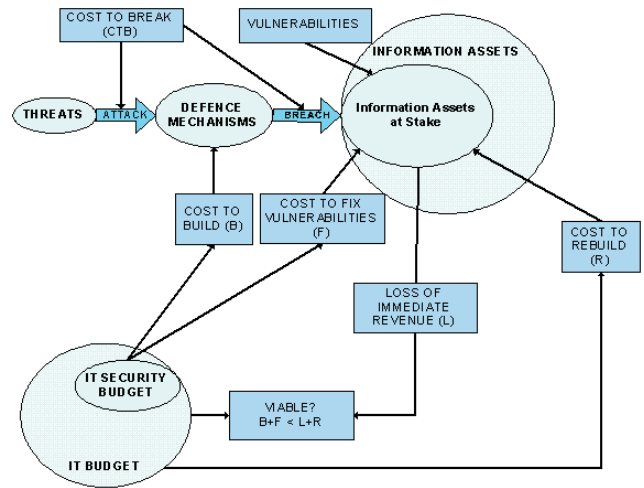 COST TO BREAK
(CTB)
VULNERABILITIES
INFORMATION ASSETS
THREATS
ATTACK
DEFENCE
MECHANISMS
BREACH
Information Assets
at Stake
COST TO
BUILD (B)
COST TO FIX
VULNERABILITIES
(F)
COST TO
REBUILD
(R)
LOSS OF
IMMEDIATE
REVENUE (L)
IT SECURITY
BUDGET
VIABLE?
B+F < L+R
IT BUDGET